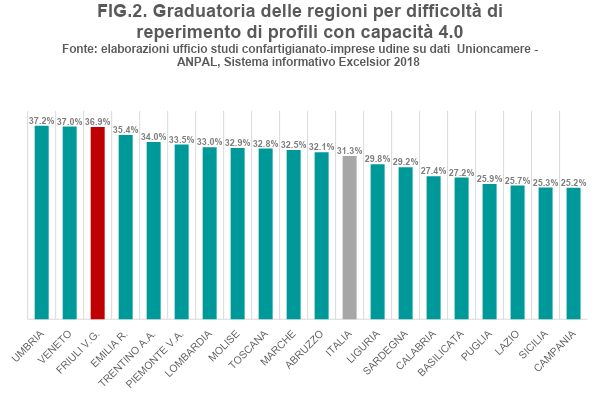 FIG.2. Graduatoria delle regioni per difficoltà di
reperimento di profili con capacità 4.0
Fonte: elaborazioni ufficio studi confartigianato-imprese udine su dati Unioncamere -
ANPAL, Sistema informativo Excelsior 2018
37.2% 37.0% 36.9% 35.4% 34.0% 33.5% 33.0% 32.9% 32.8% 32.5% 32.1% 31.3% 29.8% 29.2% 27.4% 27.2% 25.9% 25.7% 25.3% 25.2%
UMBRIA
VENETO
FRIULI V.G.
EMILIA R.
TRENTINO A.A.
PIEMONTE V.A.
LOMBARDIA
MOLISE
TOSCANA
MARCHE
ABRUZZO
ITALIA
LIGURIA
SARDEGNA
CALABRIA
BASILICATA
PUGLIA
LAZIO
SICILIA
CAMPANIA